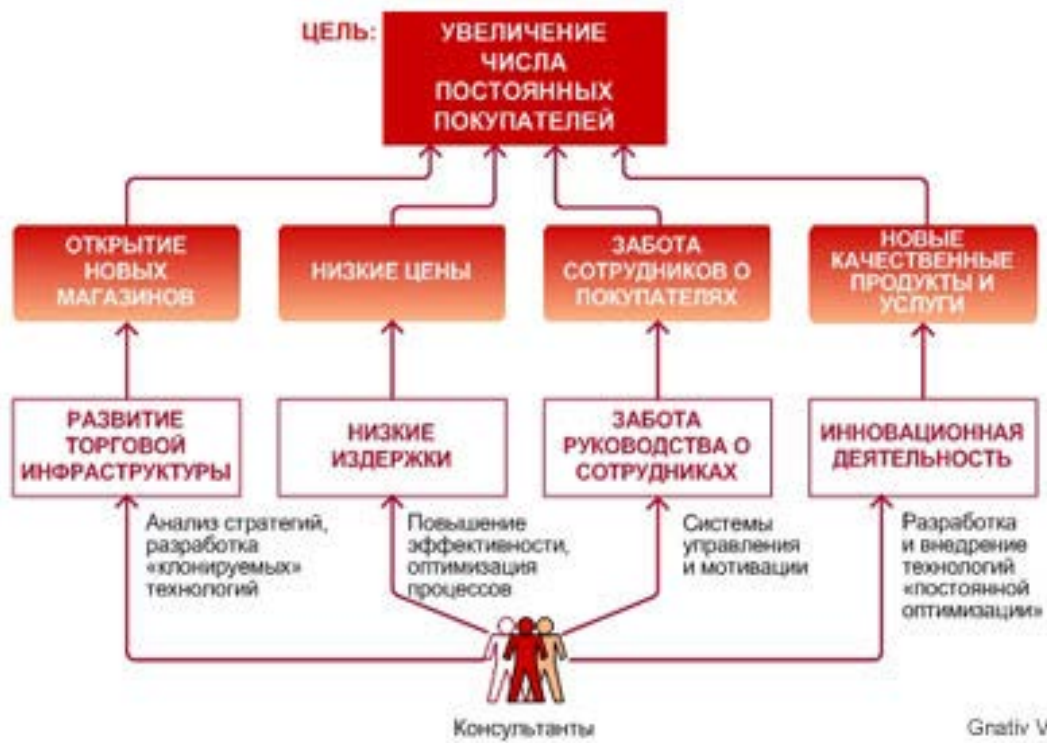 ЦЕЛЬ:
УВЕЛИЧЕНИЕ
ЧИСЛА
ПОСТОЯННЫХ
ПОКУПАТЕЛЕЙ
ОТКРЫТИЕ
НОВЫХ
МАГАЗИНОВ
НИЗКИЕ ЦЕНЫ
ЗАБОТА
СОТРУДНИКОВ О
ПОКУПАТЕЛЯХ
НОВЫЕ
КАЧЕСТВЕННЫЕ
ПРОДУКТЫ И
УСЛУГИ
РАЗВИТИЕ
ТОРГОВОЙ
ИНФРАСТРУКТУРЫ
НИЗКИЕ
ИЗДЕРЖКИ
ЗАБОТА
РУКОВОДСТВА О
СОТРУДНИКАХ
ИННОВАЦИОННАЯ
ДЕЯТЕЛЬНОСТЬ
Анализ стратегий,
разработка
«клонируемых»
технологий
Повышение
эффективности,
оптимизация
процессов
Системы
управления
и мотивации
Разработка
и внедрение
технологий
«постоянной
оптимизации»
Консультанты
Gnativ V